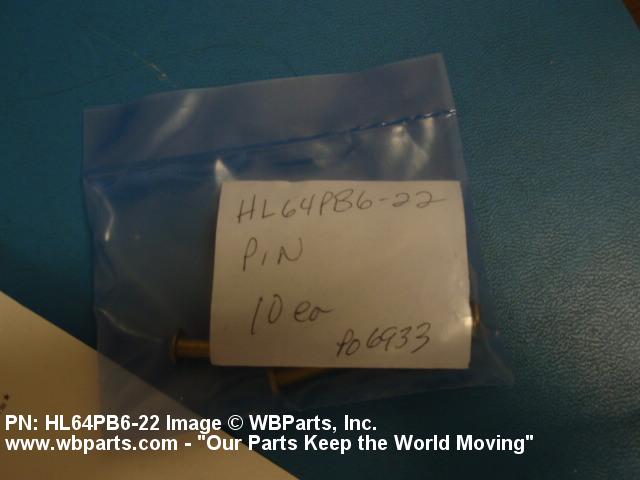 HL64PB6-22
PIN
10 ea
PO6933
PN: HL64PB6-22 Image © WBParts, Inc.
www.wbparts.com - "Our Parts Keep the World Moving"